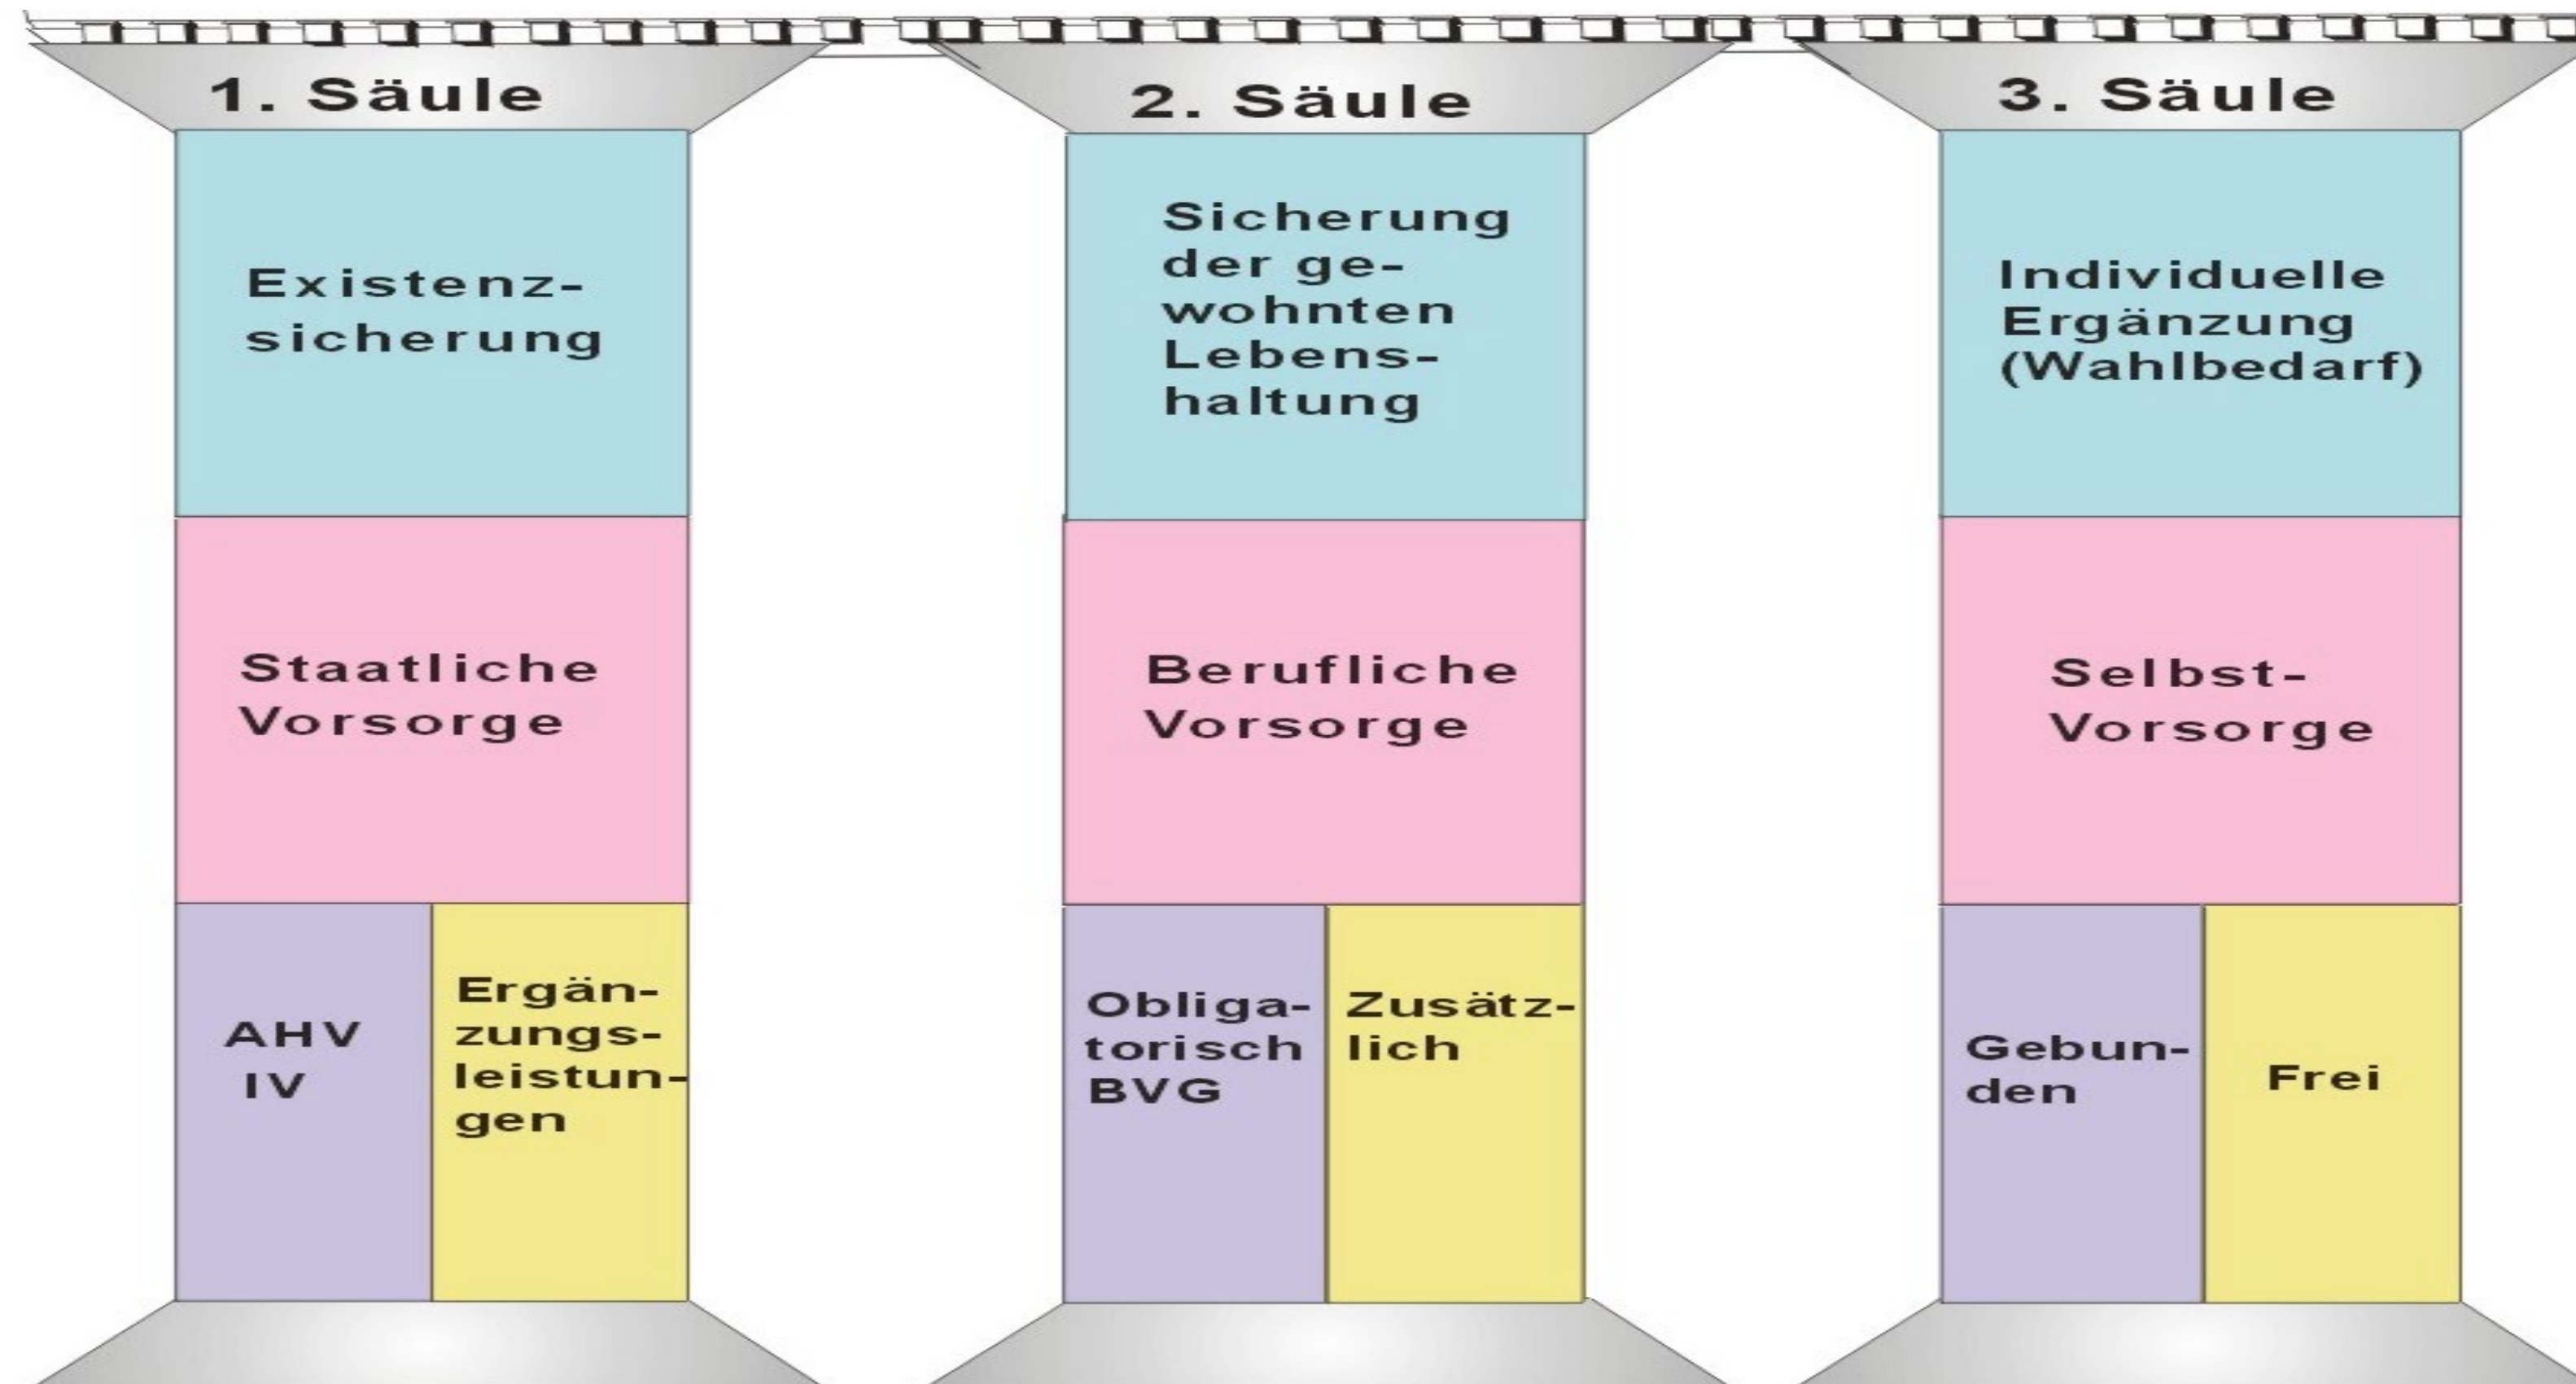 1. Säule
Existenz-
sicherung
Staatliche
Vorsorge
AHV
IV
Ergän-
zungs-
leistun-
gen
2. Säule
Sicherung
der ge-
wohnten
Lebens-
haltung
Berufliche
Vorsorge
Obliga-
torisch
BVG
Zusätz-
lich
3. Säule
Individuelle
Ergänzung
(Wahlbedarf)
Selbst-
Vorsorge
Gebun-
den
Frei